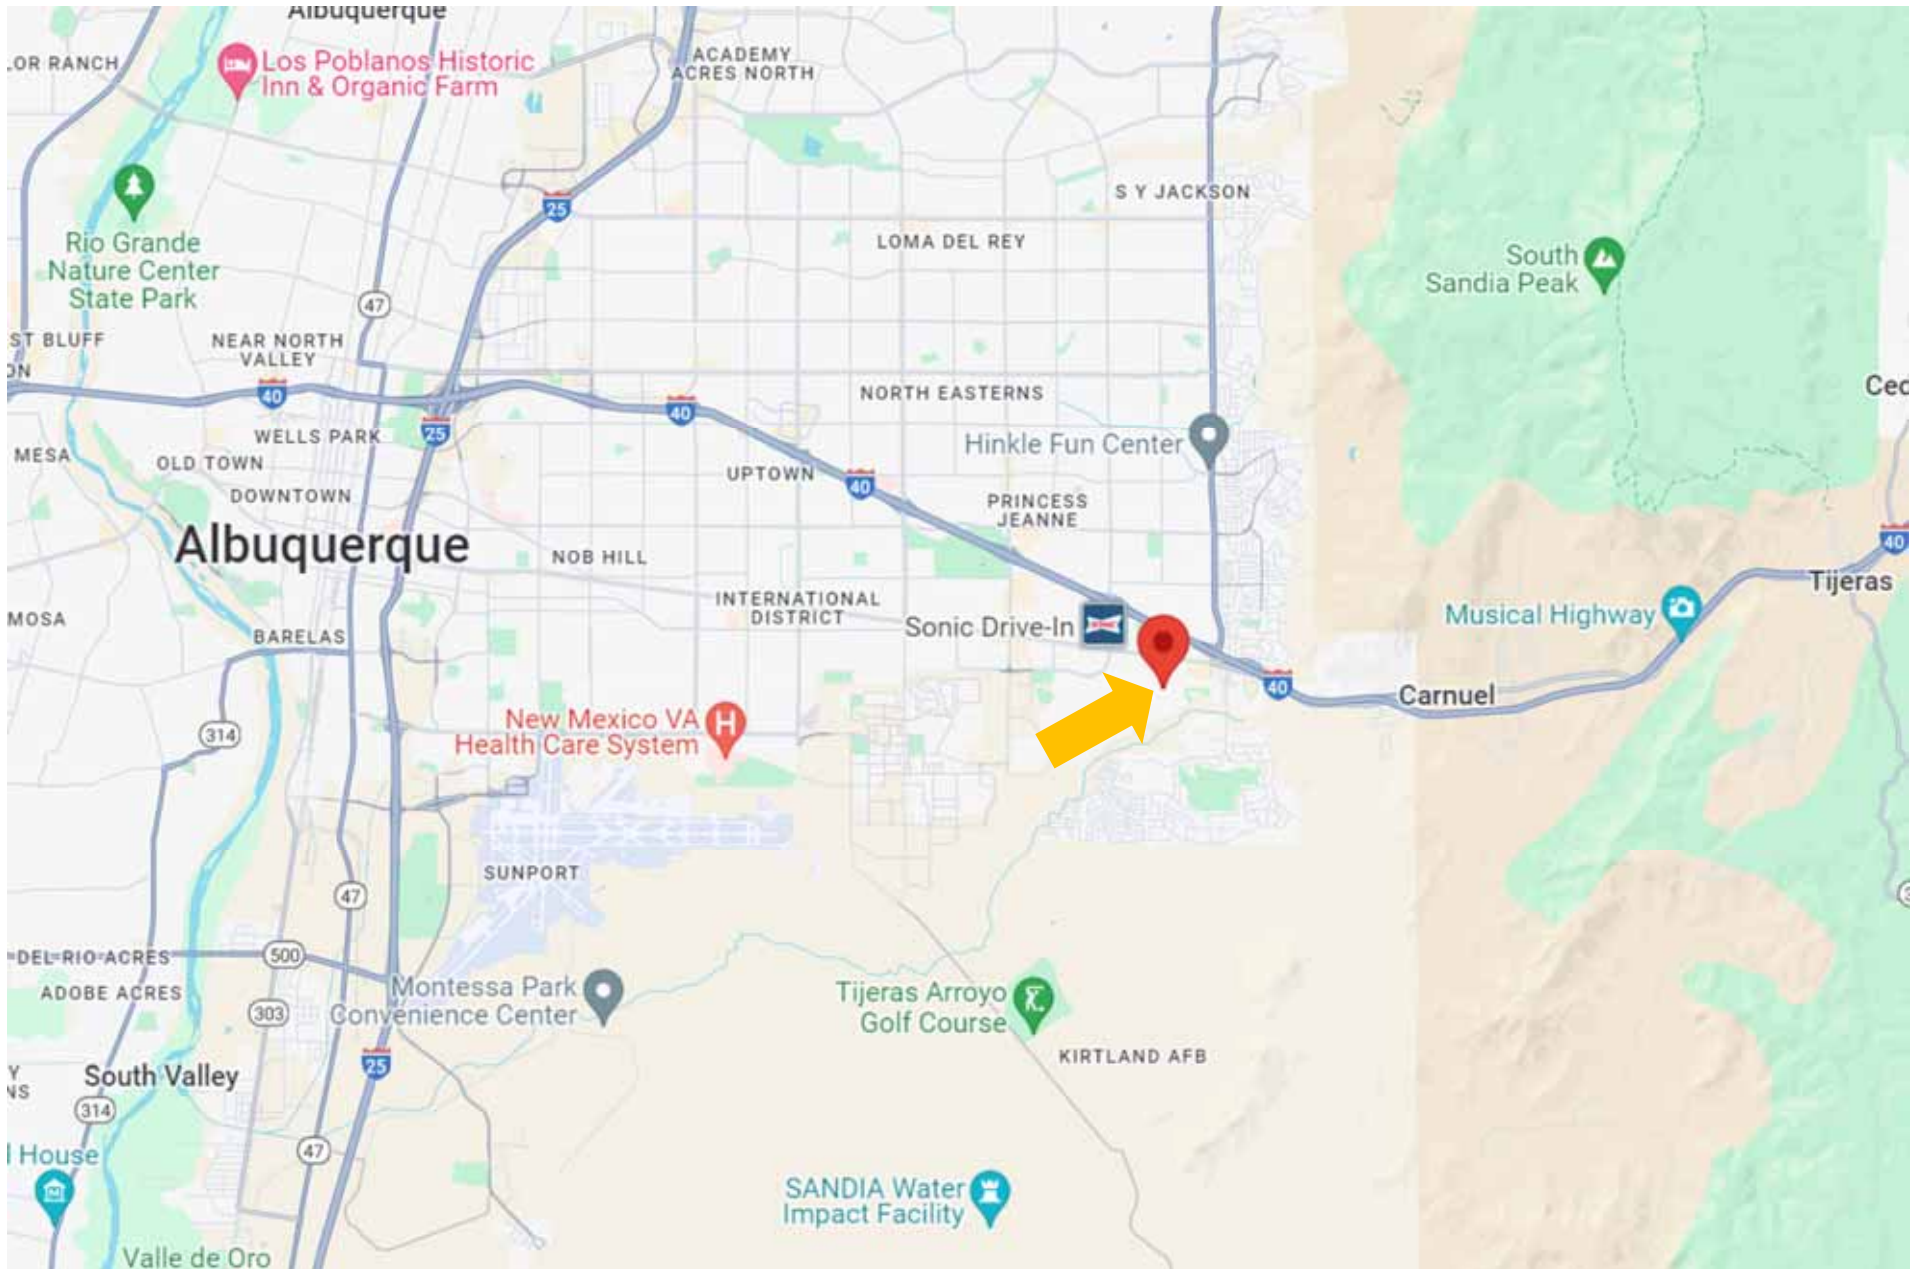 Albuquerque
LOR RANCH
Los Poblanos Historic
Inn & Organic Farm
ACADEMY
ACRES NORTH
S Y JACKSON
25
Rio Grande
Nature Center
State Park
LOMA DEL REY
South
Sandia Peak
47
ST BLUFF
NEAR NORTH
VALLEY
ON
40
NORTH EASTERNS
Ced
40
25
WELLS PARK
MESA
OLD TOWN
Hinkle Fun Center
UPTOWN
40
DOWNTOWN
PRINCESS
JEANNE
Albuquerque
NOB HILL
40
Tijeras
INTERNATIONAL
DISTRICT
MOSA
BARELAS
Sonic Drive-In
Musical Highway
40
Carnuel
314
New Mexico VA
Health Care System
H
SUNPORT
47
DEL RIO ACRES
500
ADOBE ACRES
303
Montessa Park
Convenience Center
Tijeras Arroyo
Golf Course
KIRTLAND AFB
25
Y
NS
South Valley
314
47
l House
M
SANDIA Water
Impact Facility
Valle de Oro